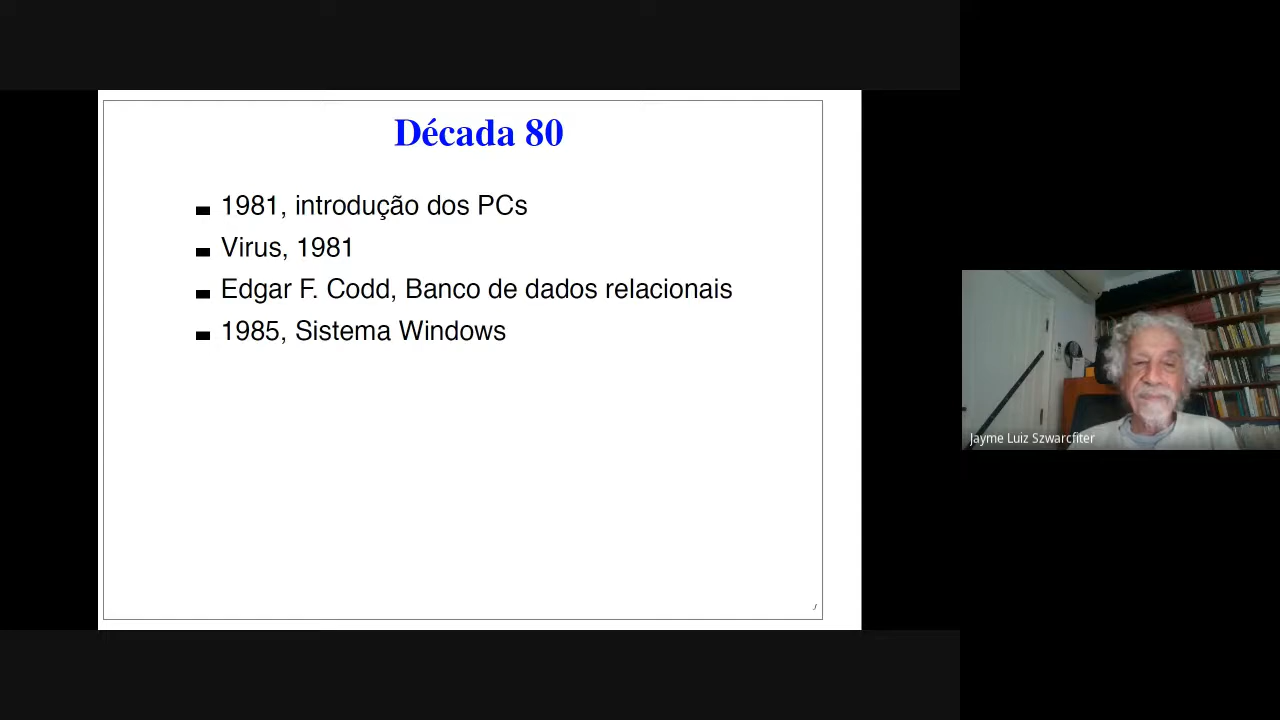 Década 80
1981, introdução dos PCs
Virus, 1981
Edgar F. Codd, Banco de dados relacionais
1985, Sistema Windows
Jayme Luiz Szwarcfiter